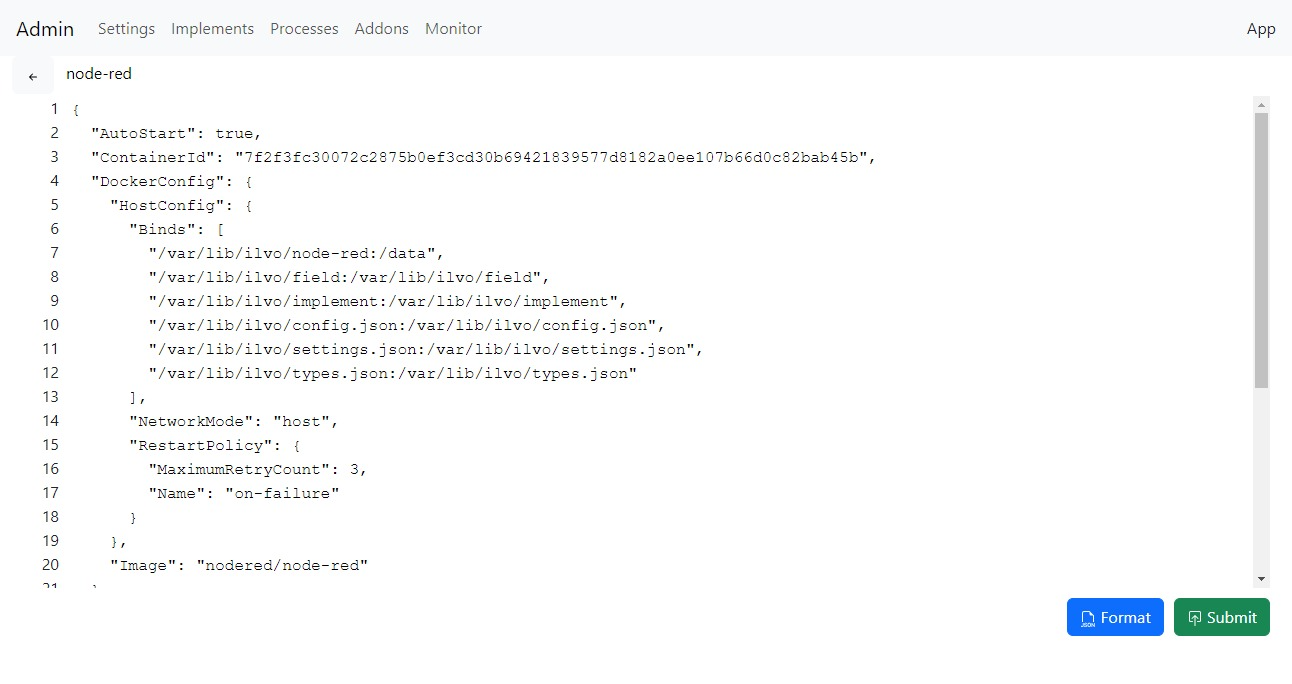 Admin Settings Implements Processes Addons Monitor App
← node-red
1 {
2   "AutoStart": true,
3   "ContainerId": "7f2f3fc30072c2875b0ef3cd30b69421839577d8182a0ee107b66d0c82bab45b",
4   "DockerConfig": {
5     "HostConfig": {
6       "Binds": [
7         "/var/lib/ilvo/node-red:/data",
8         "/var/lib/ilvo/field:/var/lib/ilvo/field",
9         "/var/lib/ilvo/implement:/var/lib/ilvo/implement",
10         "/var/lib/ilvo/config.json:/var/lib/ilvo/config.json",
11         "/var/lib/ilvo/settings.json:/var/lib/ilvo/settings.json",
12         "/var/lib/ilvo/types.json:/var/lib/ilvo/types.json"
13       ],
14       "NetworkMode": "host",
15       "RestartPolicy": {
16         "MaximumRetryCount": 3,
17         "Name": "on-failure"
18       }
19     },
20     "Image": "nodered/node-red"
21
JSON Format Submit